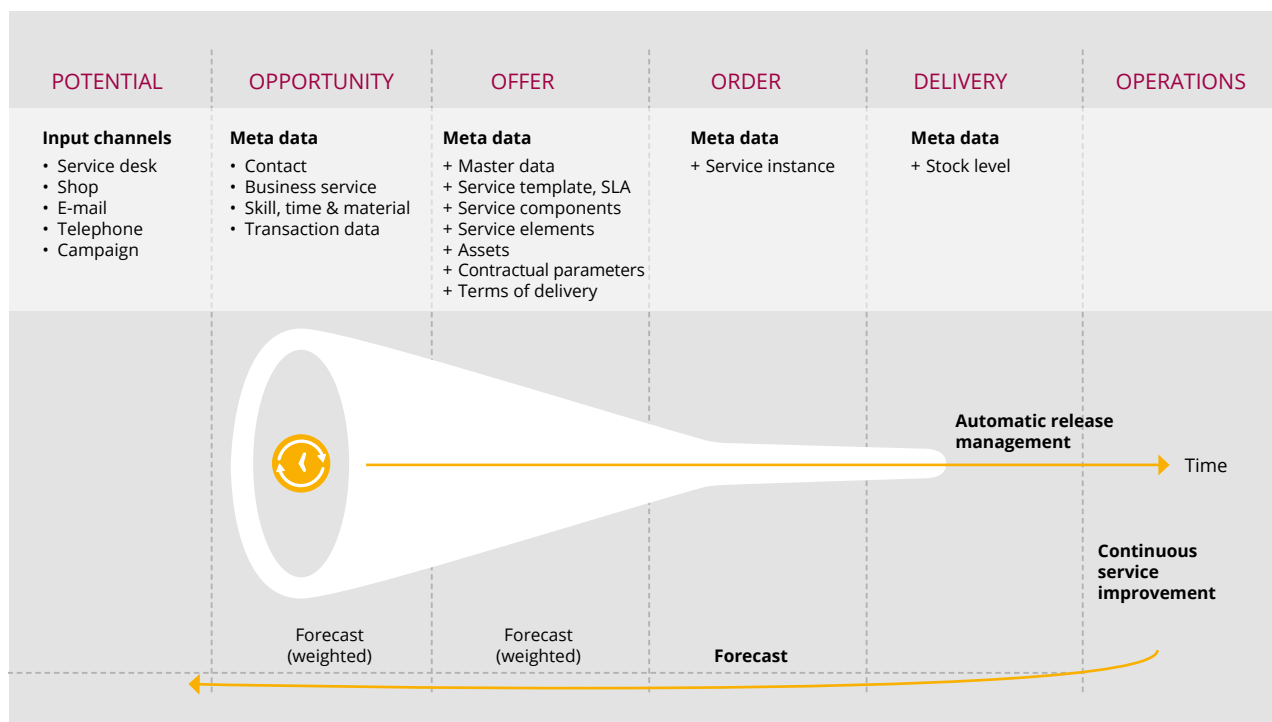 POTENTIAL
OPPORTUNITY
OFFER
ORDER
DELIVERY
OPERATIONS
Input channels
• Service desk
• Shop
• E-mail
• Telephone
• Campaign
Meta data
• Contact
• Business service
• Skill, time & material
• Transaction data
Meta data
+ Master data
+ Service template, SLA
+ Service components
+ Service elements
+ Assets
+ Contractual parameters
+ Terms of delivery
Meta data
+ Service instance
Meta data
+ Stock level
Automatic release
management
Time
Continuous
service
improvement
Forecast
(weighted)
Forecast
(weighted)
Forecast